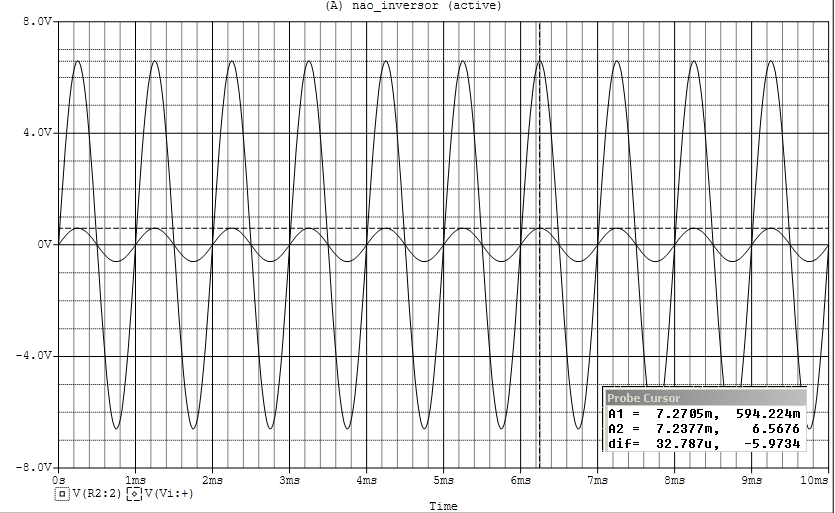 (A) nao_inversor (active)
8.0V
4.0V
0V
-4.0V
-8.0V
Probe Cursor
A1 = 7.2705m, 594.224m
A2 = 7.2377m, 6.5676
dif= 32.787u, -5.9734
0s 1ms 2ms 3ms 4ms 5ms 6ms 7ms 8ms 9ms 10ms
V(R2:2) V(Vi:+)
Time